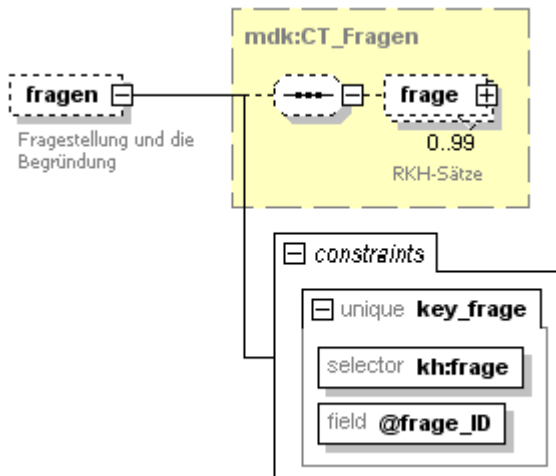 mdk:CT_Fragen
fragen
frage
0..99
Fragestellung und die
Begründung
RKH-Sätze
constraints
unique key_frage
selector kh:frage
field @frage_ID